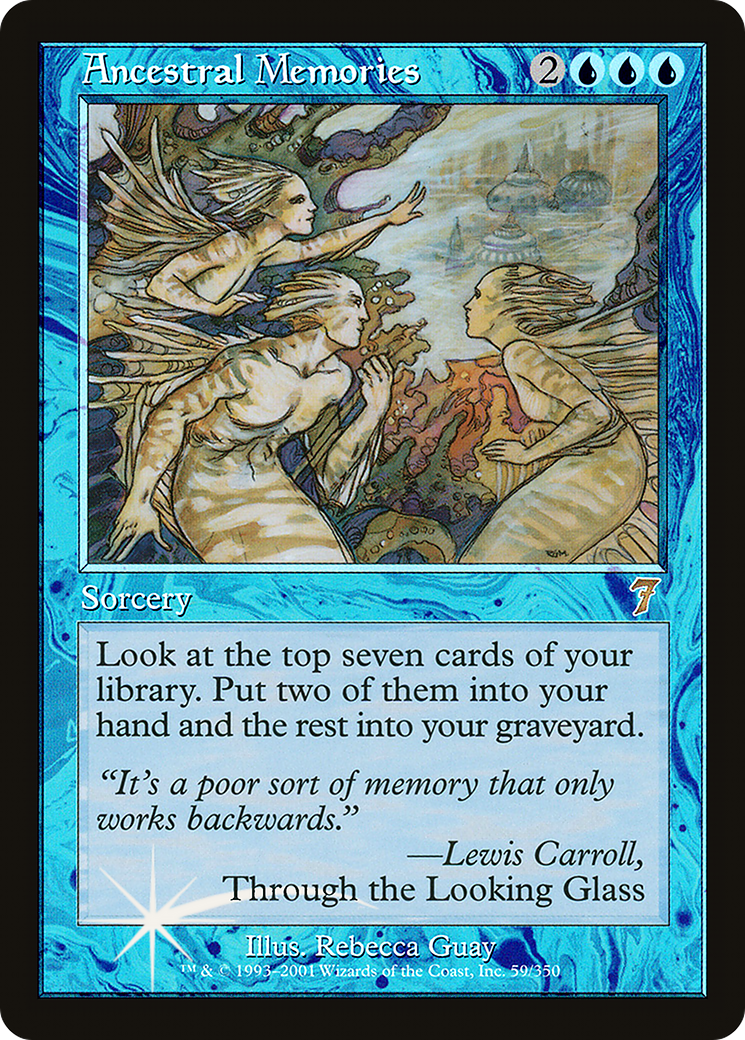 Ancestral Memories 2
RGM
Sorcery 7
Look at the top seven cards of your
library. Put two of them into your
hand and the rest into your graveyard.
“It's a poor sort of memory that only
works backwards.”
—Lewis Carroll,
Through the Looking Glass
Illus. Rebecca Guay
™ & © 1993–2001 Wizards of the Coast, Inc. 59/350